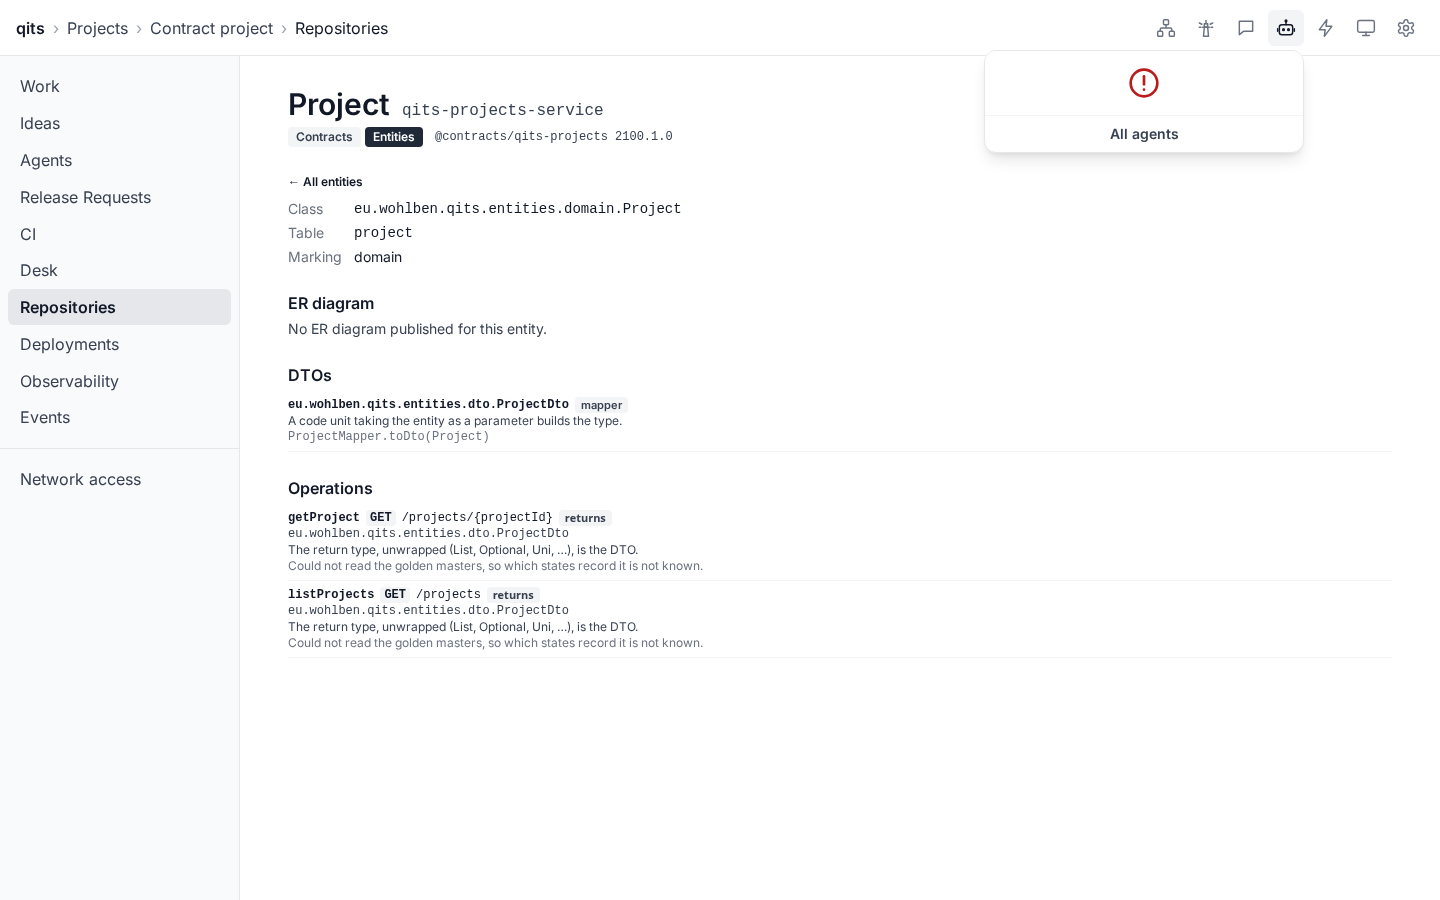 qits › Projects › Contract project › Repositories
All agents
Work
Ideas
Agents
Release Requests
CI
Desk
Repositories
Deployments
Observability
Events
Network access
Project qits-projects-service
Contracts Entities @contracts/qits-projects 2100.1.0
← All entities
Class eu.wohlben.qits.entities.domain.Project
Table project
Marking domain
ER diagram
No ER diagram published for this entity.
DTOs
eu.wohlben.qits.entities.dto.ProjectDto mapper
A code unit taking the entity as a parameter builds the type.
ProjectMapper.toDto(Project)
Operations
getProject GET /projects/{projectId} returns
eu.wohlben.qits.entities.dto.ProjectDto
The return type, unwrapped (List, Optional, Uni, …), is the DTO.
Could not read the golden masters, so which states record it is not known.
listProjects GET /projects returns
eu.wohlben.qits.entities.dto.ProjectDto
The return type, unwrapped (List, Optional, Uni, …), is the DTO.
Could not read the golden masters, so which states record it is not known.